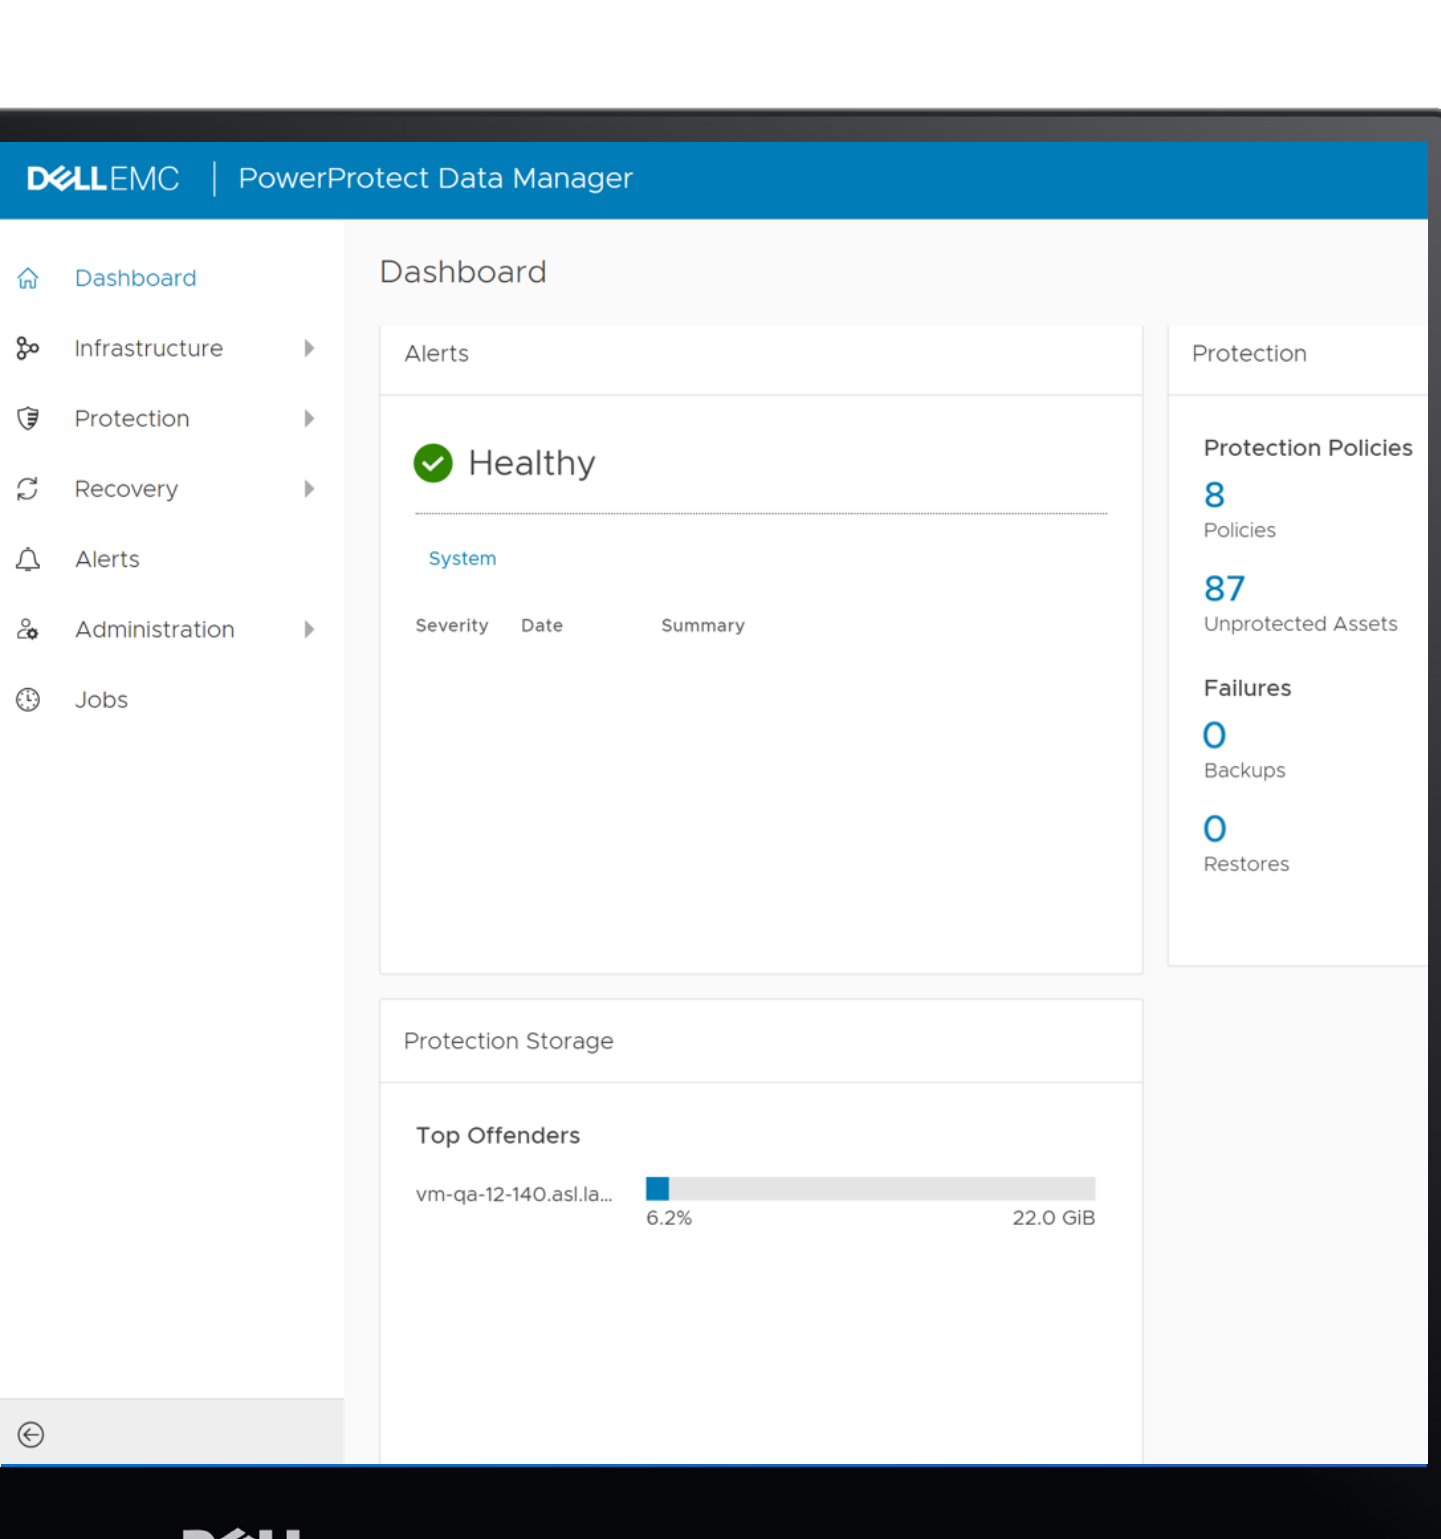 DELLEMC | PowerProtect Data Manager
Dashboard
Infrastructure
Protection
Recovery
Alerts
Administration
Jobs
Dashboard
Alerts
Healthy
System
Severity Date Summary
Protection
Protection Policies
8
Policies
87
Unprotected Assets
Failures
0
Backups
0
Restores
Protection Storage
Top Offenders
vm-qa-12-140.asl.la...
6.2% 22.0 GiB
DELL